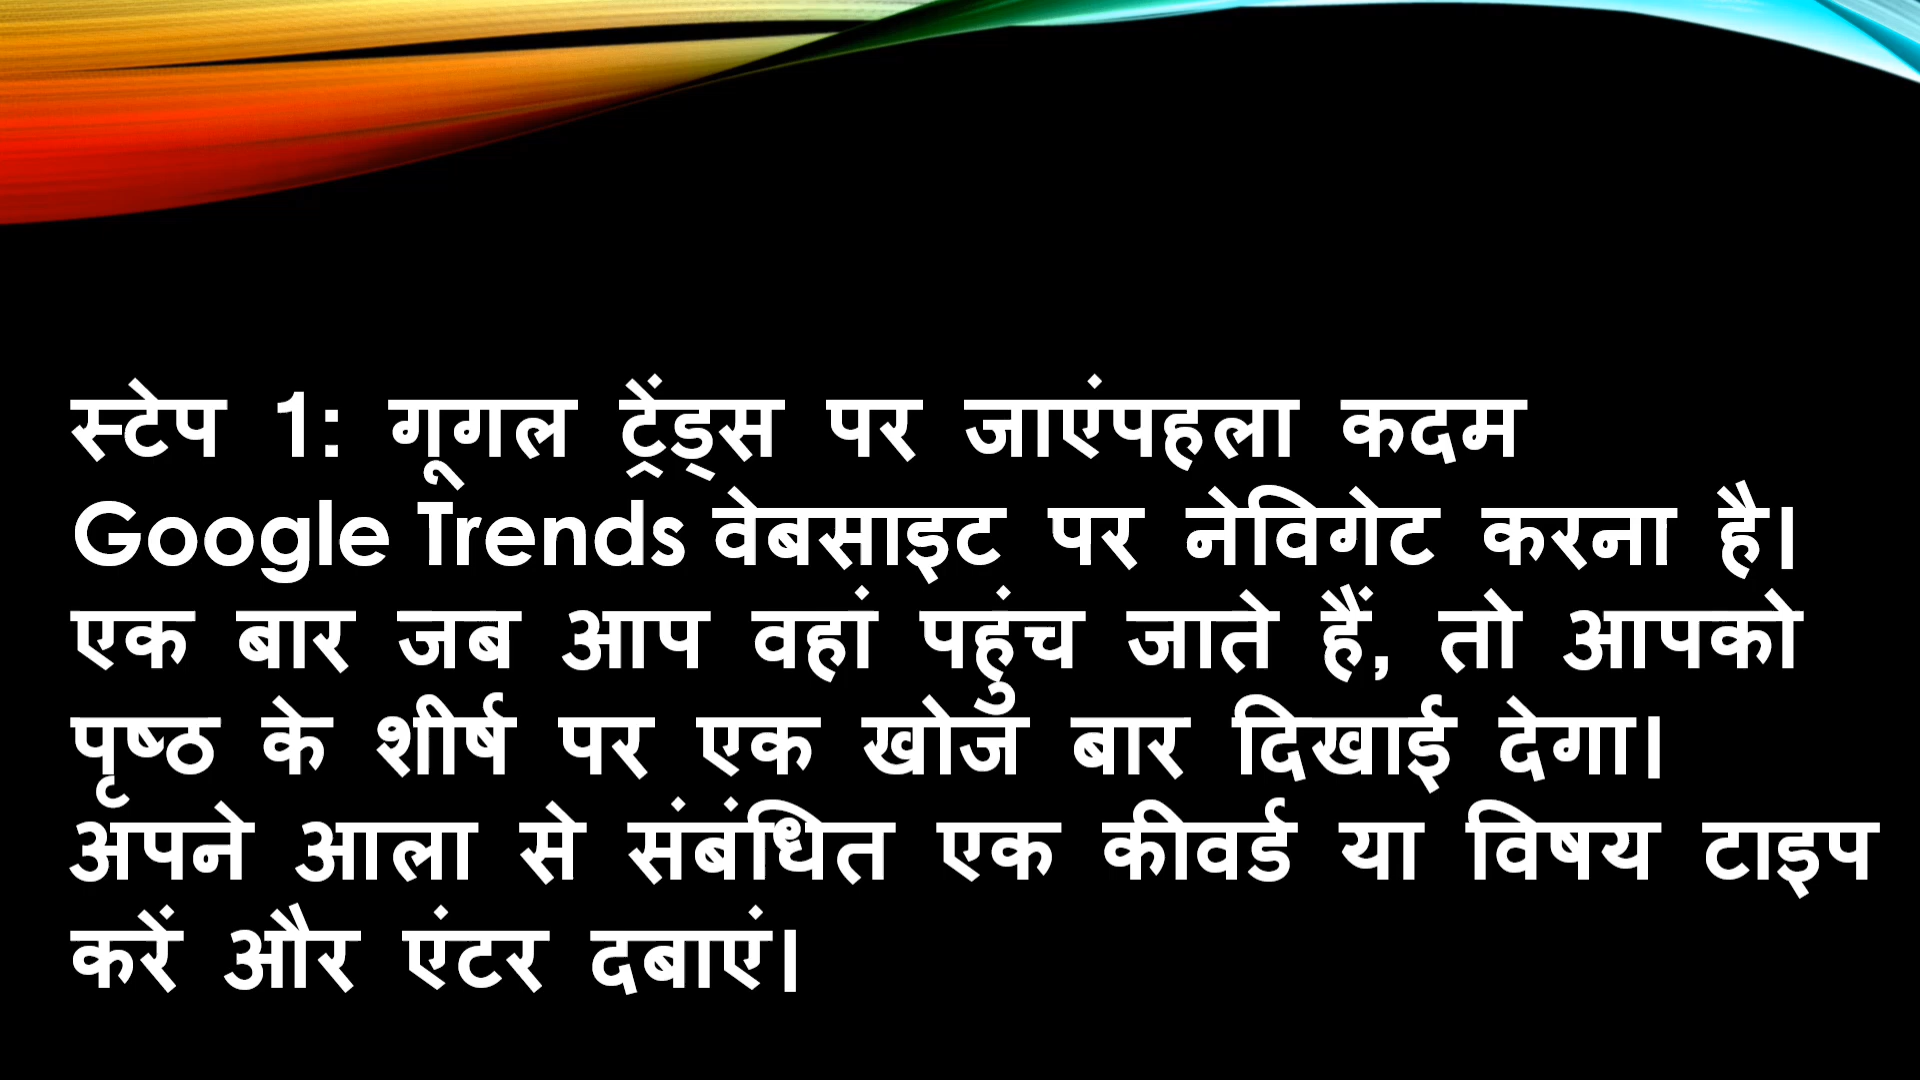 स्टेप 1: गूगल ट्रेंड्स पर जाएंपहला कदम
Google Trends वेबसाइट पर नेविगेट करना है।
एक बार जब आप वहां पहुंच जाते हैं, तो आपको
पृष्ठ के शीर्ष पर एक खोज बार दिखाई देगा।
अपने आला से संबंधित एक कीवर्ड या विषय टाइप
करें और एंटर दबाएं।